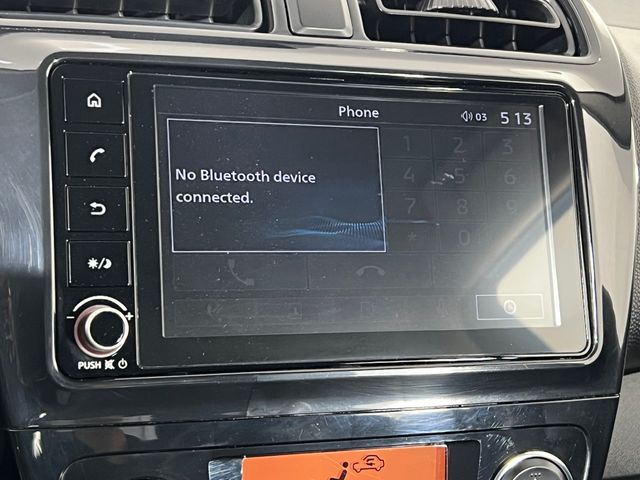 Phone
03
5 13
No Bluetooth device
connected.
1 2 3
4 5 6
7 8 9
* 0
- +
PUSH